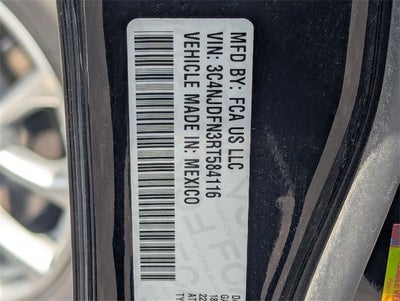 MFD BY: FCA US LLC
VIN: 3C4NJDFN3RT584116
VEHICLE MADE IN: MEXICO